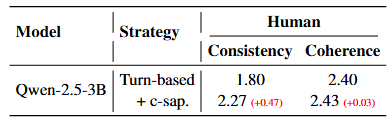 Model Strategy Human
Consistency Coherence
Qwen-2.5-3B Turn-based 1.80 2.40
+ c-sap. 2.27 (+0.47) 2.43 (+0.03)